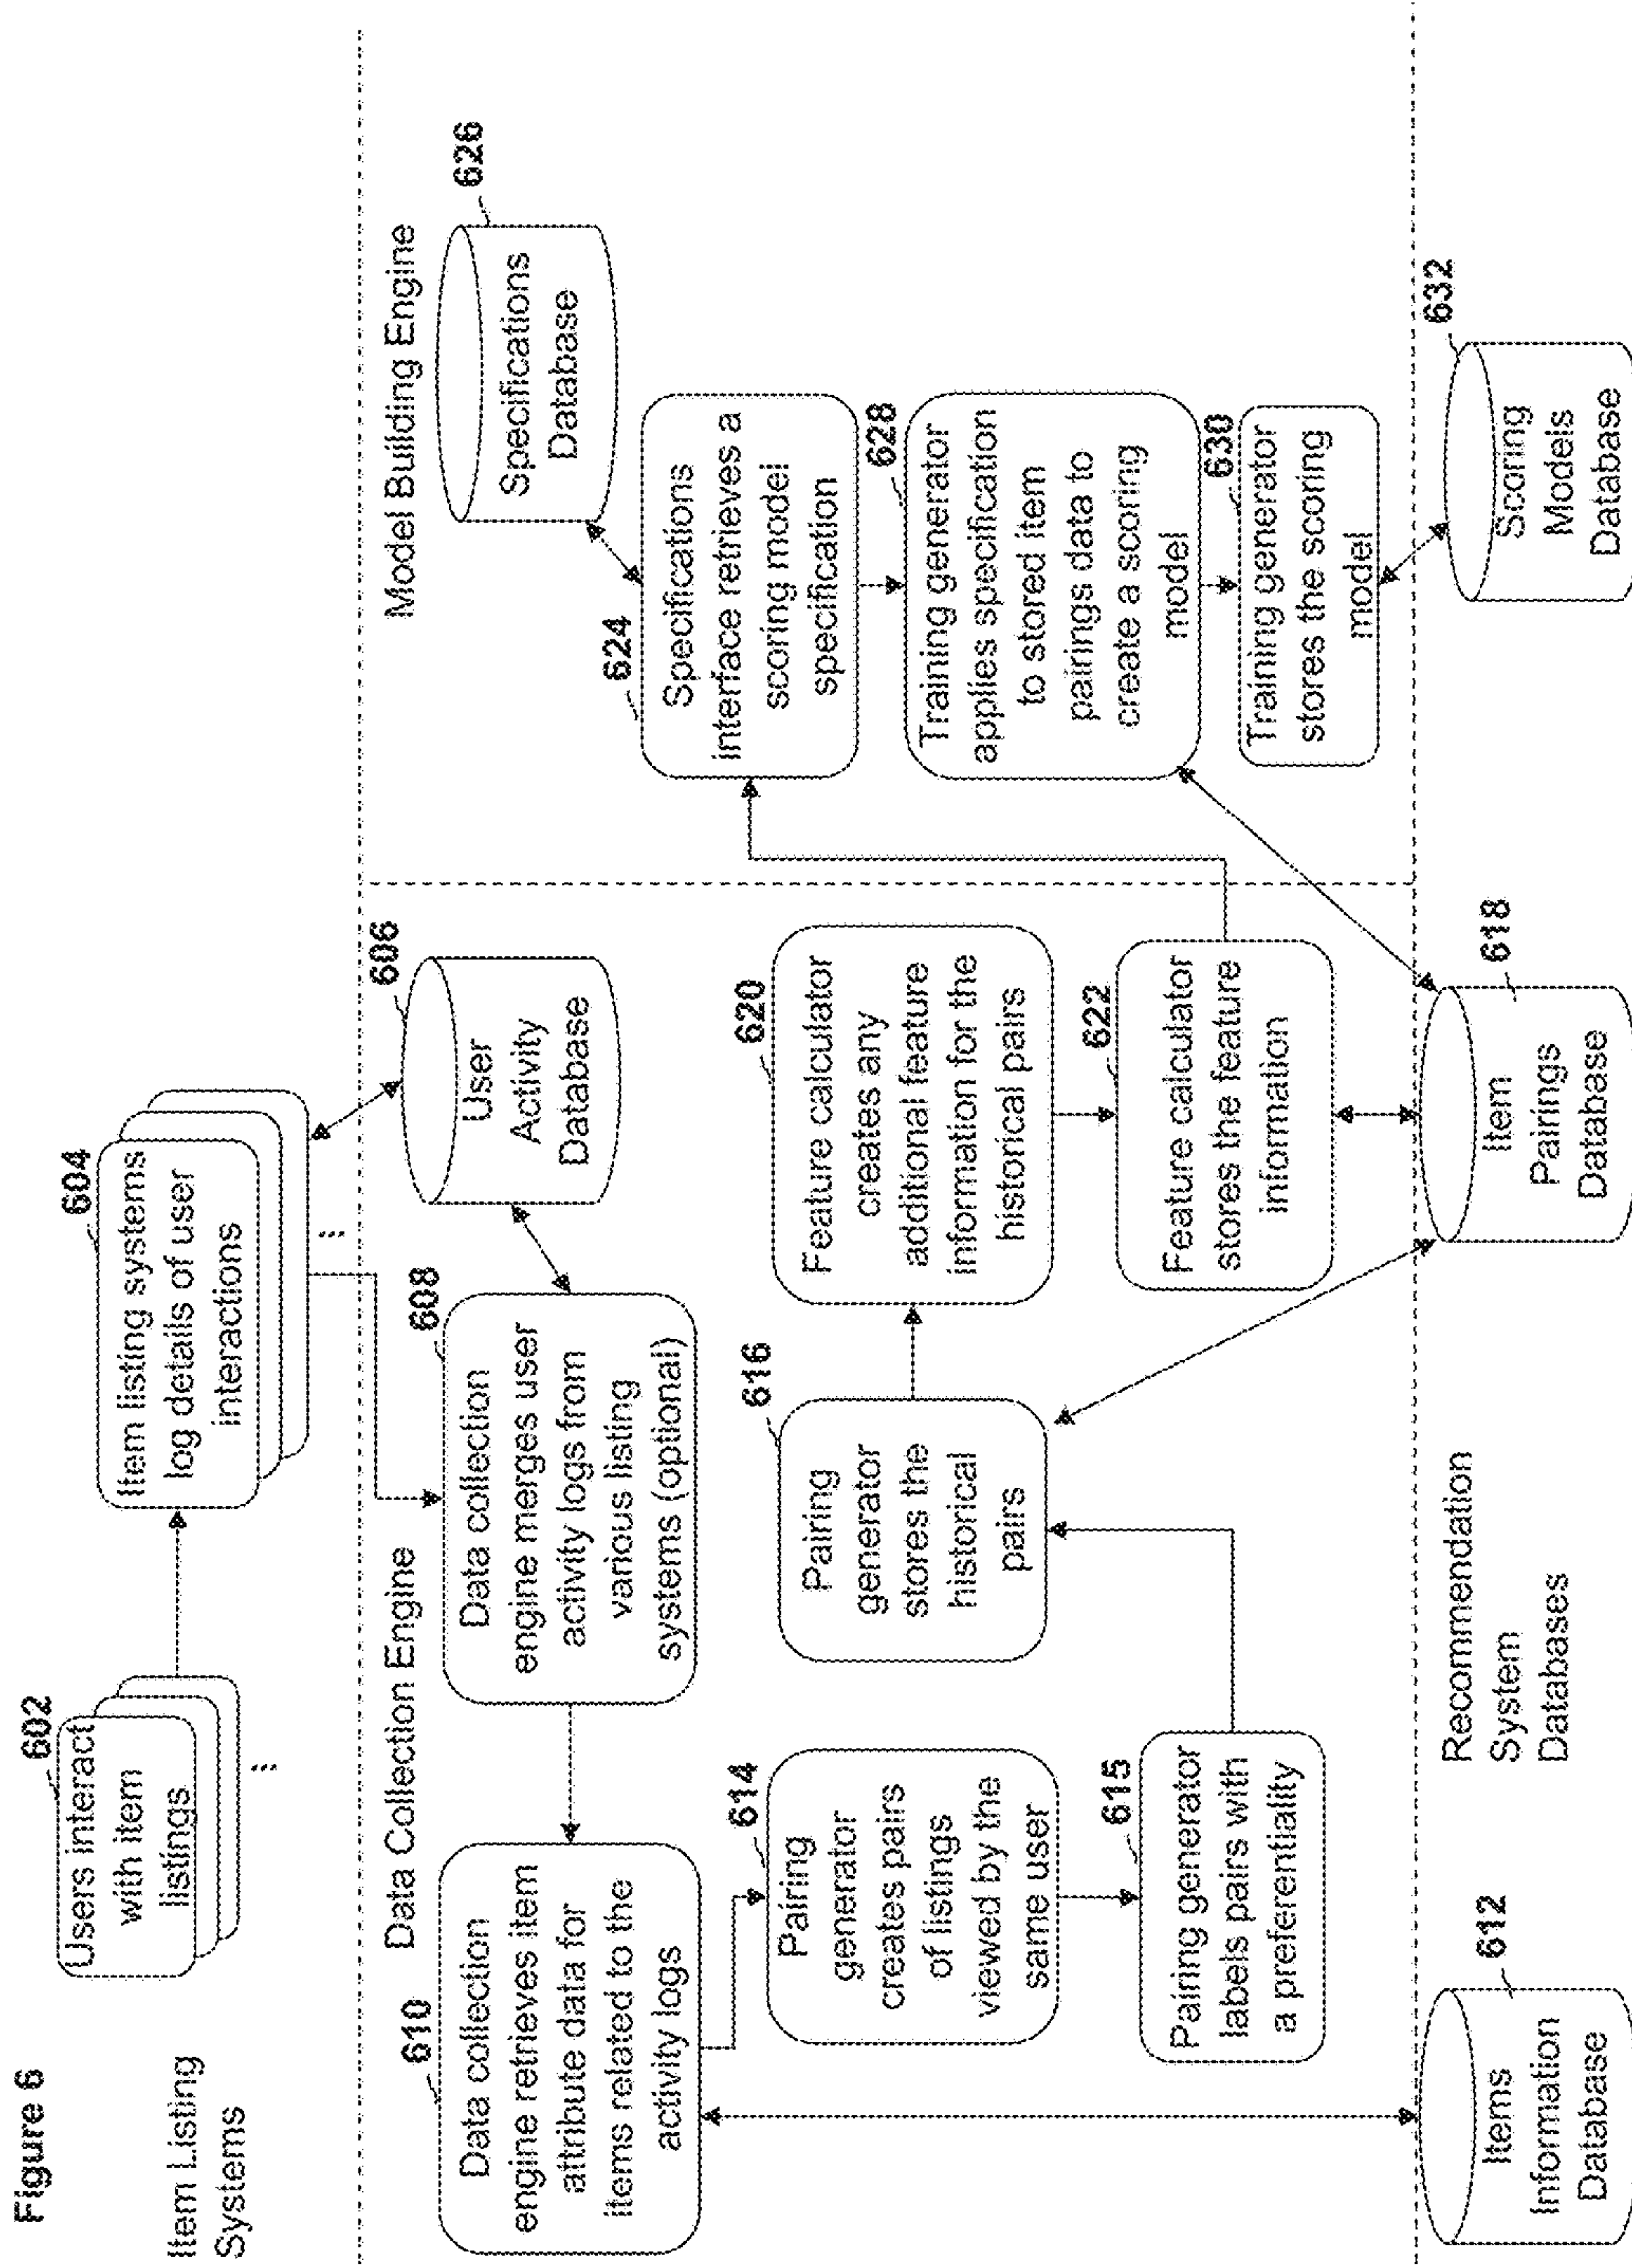 Figure 6
Item Listing
Systems
602
Users interact
with item
listings
...
604
Item listing systems
log details of user
interactions
...
606
User
Activity
Database
Data Collection Engine
608
Data collection
engine merges user
activity logs from
various listing
systems (optional)
610
Data collection
engine retrieves item
attribute data for
items related to the
activity logs
614
Pairing
generator
creates pairs
of listings
viewed by the
same user
615
Pairing generator
labels pairs with
a preferentiality
616
Pairing
generator
stores the
historical
pairs
620
Feature calculator
creates any
additional feature
information for the
historical pairs
622
Feature calculator
stores the feature
information
Model Building Engine
626
Specifications
Database
624
Specifications
interface retrieves a
scoring model
specification
628
Training generator
applies specification
to stored item
pairings data to
create a scoring
model
630
Training generator
stores the scoring
model
612
Items
Information
Database
Recommendation
System
Databases
618
Item
Pairings
Database
632
Scoring
Models
Database